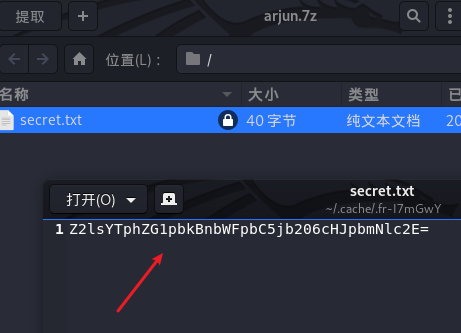 提取
arjun.7z
位置(L)：
/
名称
大小
类型
已
secret.txt
40 字节
纯文本文档
20
打开(O)
secret.txt
~/.cache/.fr-I7mGwY
1 Z2lsYTphZG1pbkBnbWFpbC5jb206cHJpbmNlc2E=